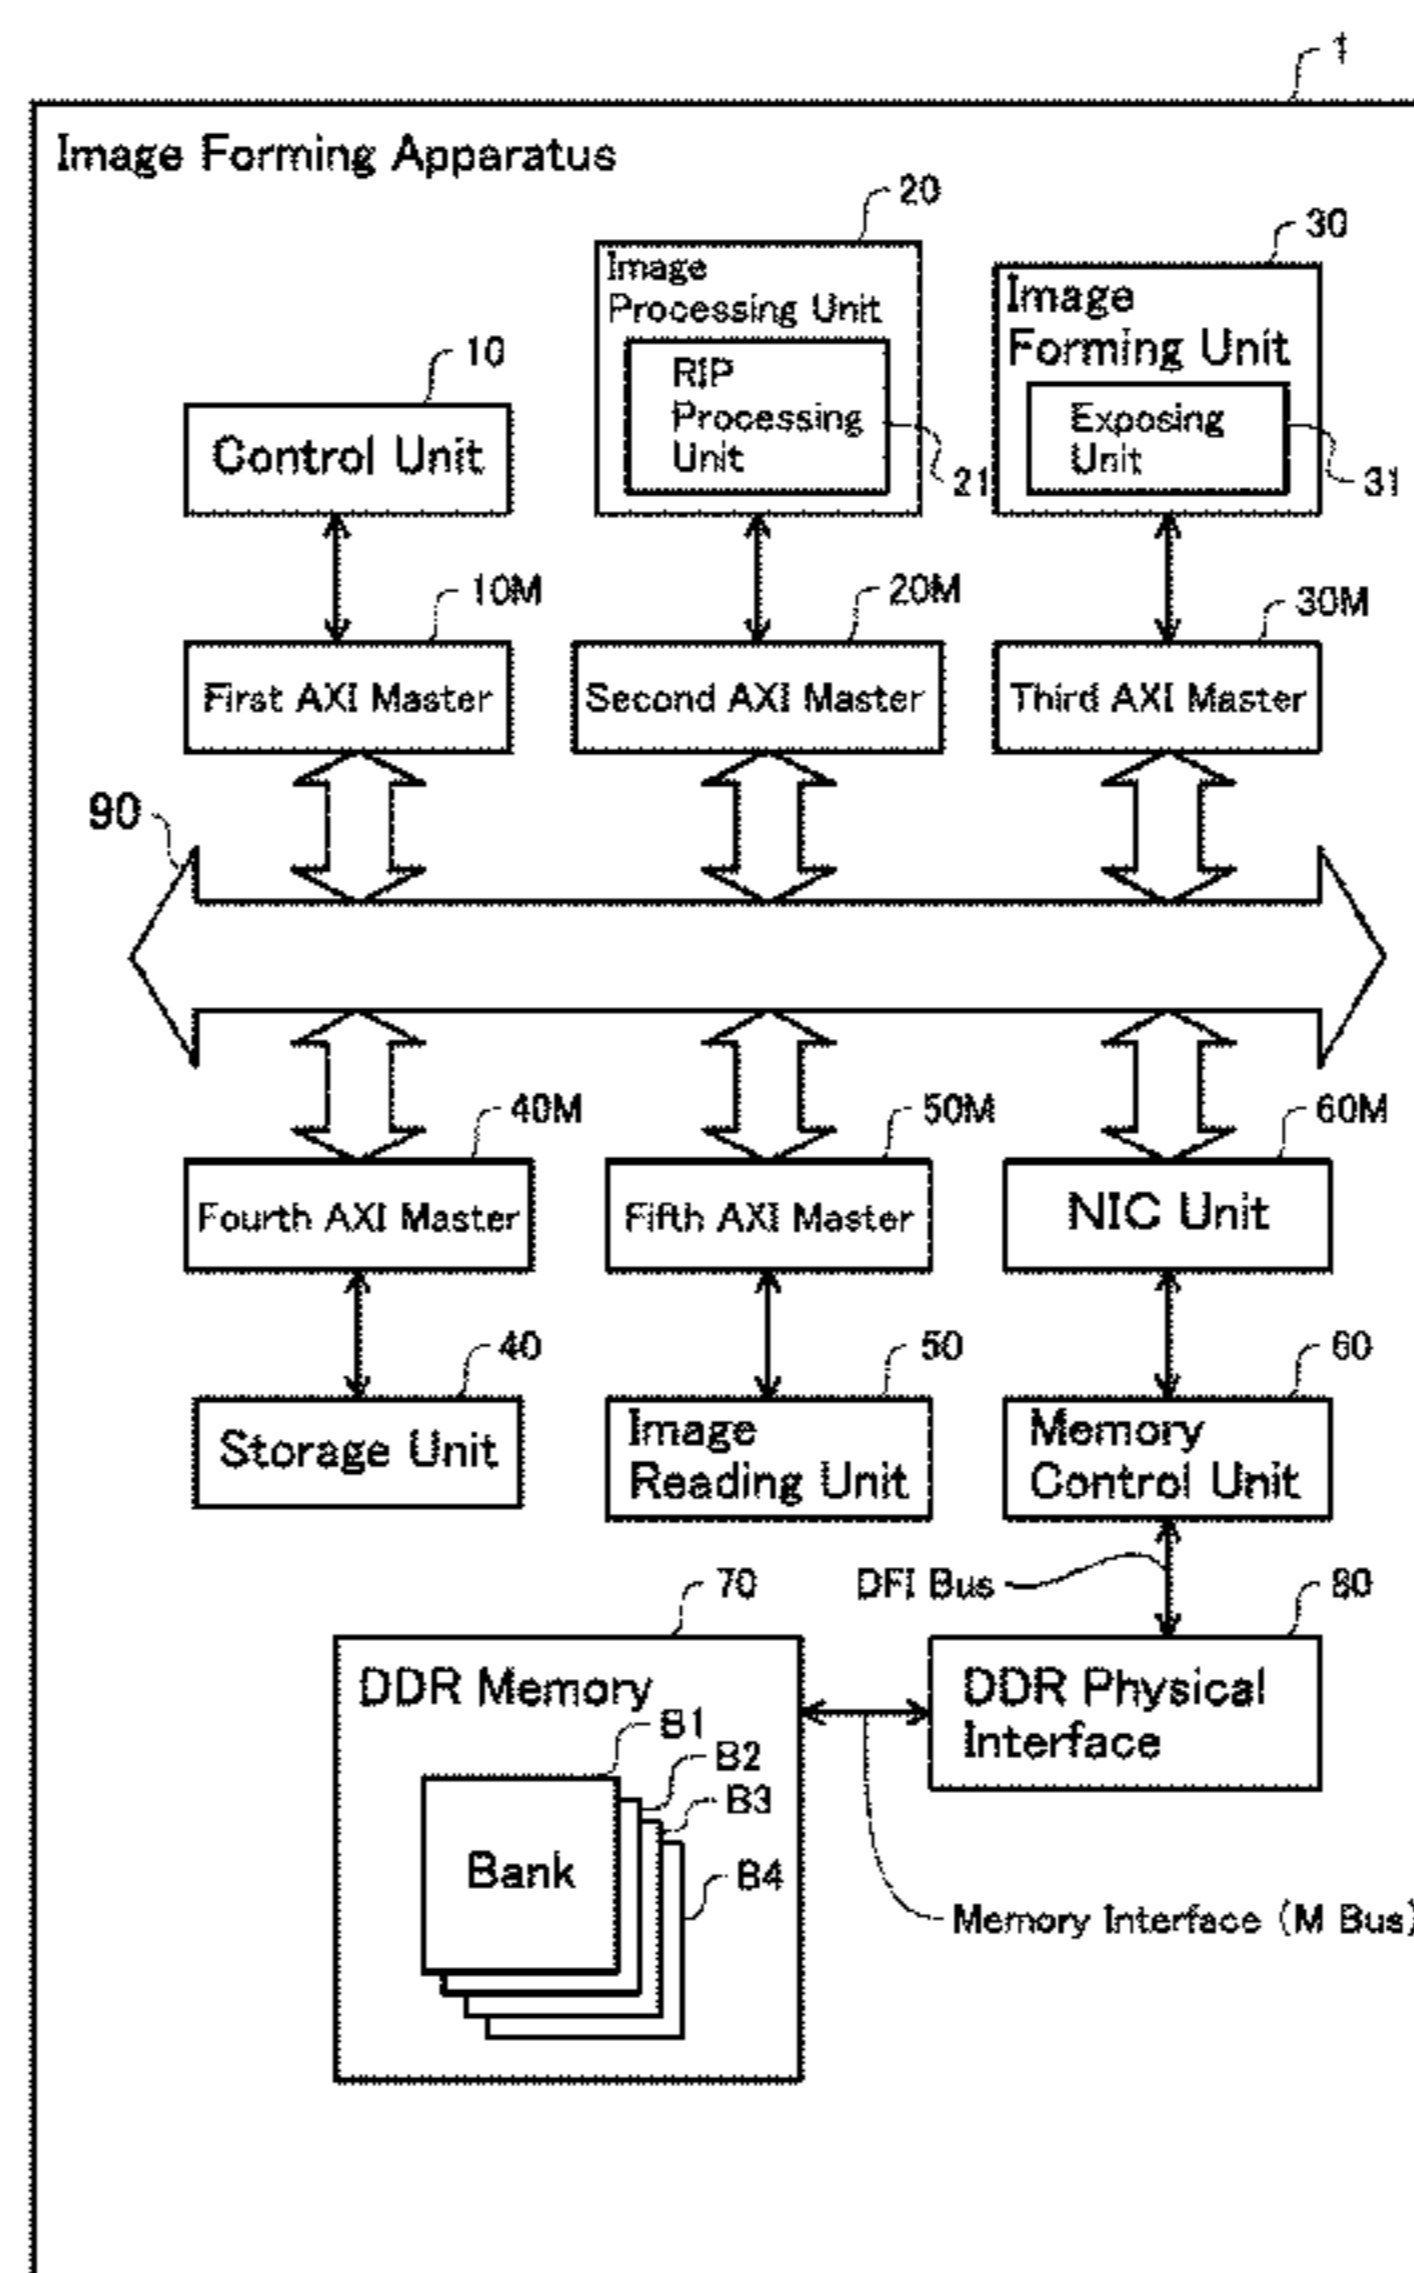 1
Image Forming Apparatus
20
30
Image
Processing Unit
Image
Forming Unit
10
RIP
Processing
Unit
Exposing
Unit
Control Unit
21
31
10M
20M
30M
First AXI Master
Second AXI Master
Third AXI Master
90
40M
50M
60M
Fourth AXI Master
Fifth AXI Master
NIC Unit
40
50
60
Storage Unit
Image
Reading Unit
Memory
Control Unit
DFI Bus
70
80
DDR Memory
DDR Physical
Interface
B1
B2
B3
Bank
B4
Memory Interface (M Bus)